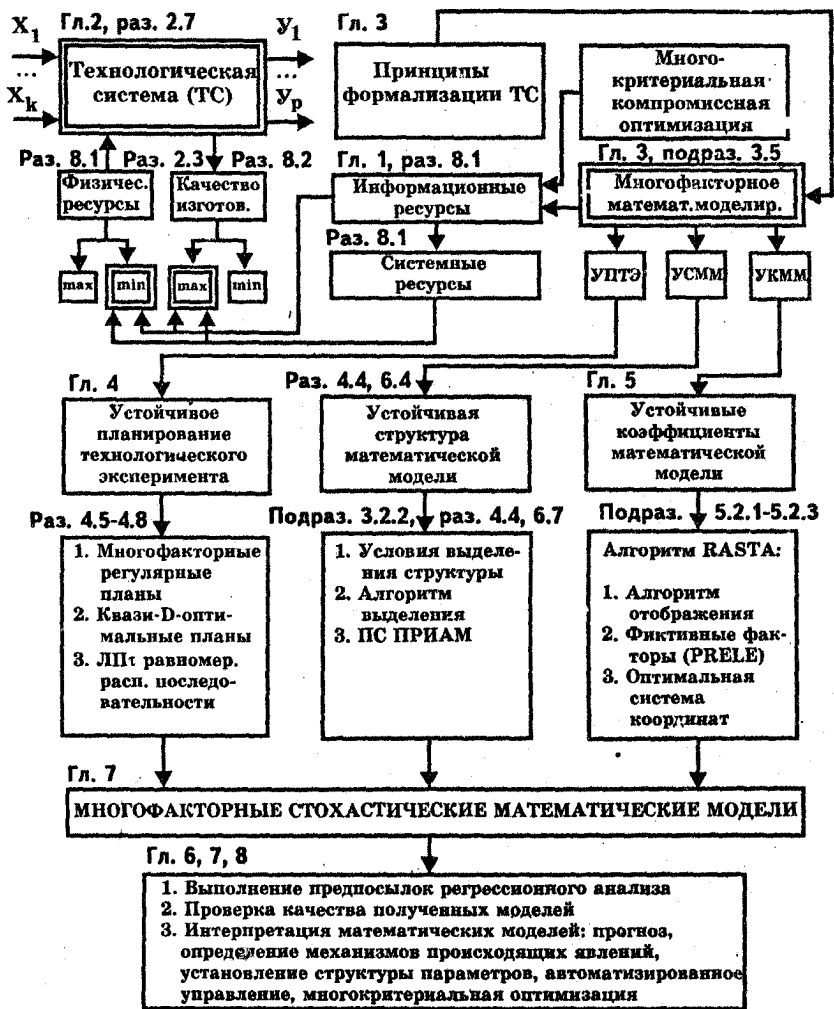 X₁
...
Xk
Гл.2, раз. 2.7
Технологическая
система (ТС)
У₁
...
Ур
Гл. 3
Принципы
формализации ТС
Много-
критериальная
компромиссная
оптимизация
Раз. 8.1
Физичес.
ресурсы
Раз. 2.3
Раз. 8.2
Качество
изготов.
Гл. 1, раз. 8.1
Информационные
ресурсы
Гл. 3, подраз. 3.5
Многофакторное
математ.моделир.
Раз. 8.1
Системные
ресурсы
max
min
max
min
УПТЭ
УСММ
УКММ
Гл. 4
Устойчивое
планирование
технологического
эксперимента
Раз. 4.4, 6.4
Устойчивая
структура
математической
модели
Гл. 5
Устойчивые
коэффициенты
математической
модели
Раз. 4.5-4.8
1. Многофакторные
регулярные
планы
2. Квази-D-опти-
мальные планы
3. ЛПτ равномер.
расп. последо-
вательности
Подраз. 3.2.2, раз. 4.4, 6.7
1. Условия выделе-
ния структуры
2. Алгоритм
выделения
3. ПС ПРИАМ
Подраз. 5.2.1-5.2.3
Алгоритм RASTA:
1. Алгоритм
отображения
2. Фиктивные фак-
торы (PRELE)
3. Оптимальная
система
координат
Гл. 7
МНОГОФАКТОРНЫЕ СТОХАСТИЧЕСКИЕ МАТЕМАТИЧЕСКИЕ МОДЕЛИ
Гл. 6, 7, 8
1. Выполнение предпосылок регрессионного анализа
2. Проверка качества полученных моделей
3. Интерпретация математических моделей: прогноз,
определение механизмов происходящих явлений,
установление структуры параметров, автоматизированное
управление, многокритериальная оптимизация